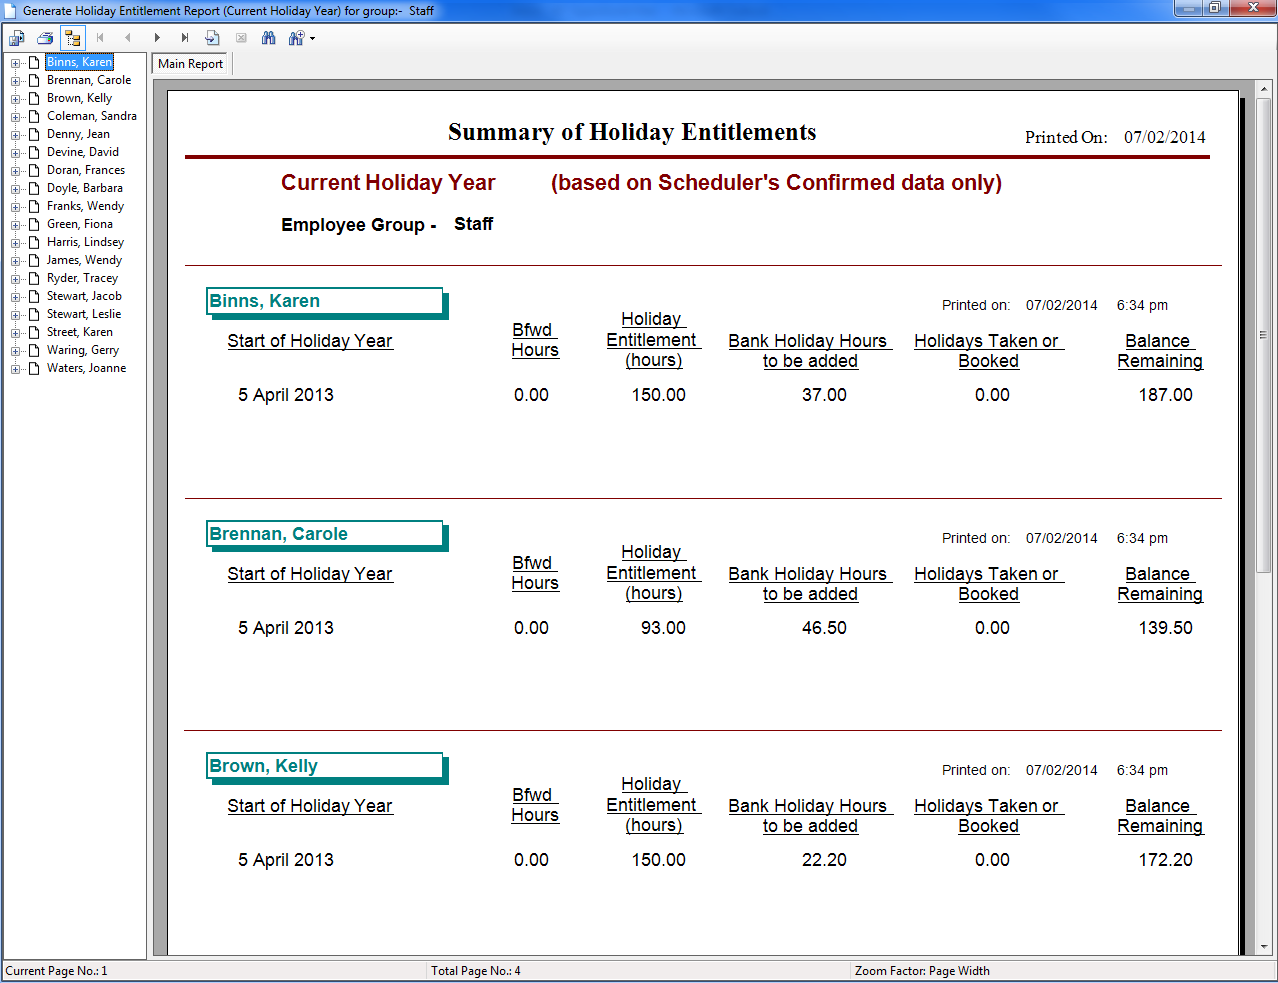 Generate Holiday Entitlement Report (Current Holiday Year) for group:-  Staff
Binns, Karen
Brennan, Carole
Brown, Kelly
Coleman, Sandra
Denny, Jean
Devine, David
Doran, Frances
Doyle, Barbara
Franks, Wendy
Green, Fiona
Harris, Lindsey
James, Wendy
Ryder, Tracey
Stewart, Jacob
Stewart, Leslie
Street, Karen
Waring, Gerry
Waters, Joanne
Main Report
Summary of Holiday Entitlements
Printed On: 07/02/2014
Current Holiday Year (based on Scheduler's Confirmed data only)
Employee Group - Staff
Binns, Karen
Printed on: 07/02/2014 6:34 pm
Start of Holiday Year
Bfwd
Hours
Holiday
Entitlement
(hours)
Bank Holiday Hours
to be added
Holidays Taken or
Booked
Balance
Remaining
5 April 2013 0.00 150.00 37.00 0.00 187.00
Brennan, Carole
Printed on: 07/02/2014 6:34 pm
Start of Holiday Year
Bfwd
Hours
Holiday
Entitlement
(hours)
Bank Holiday Hours
to be added
Holidays Taken or
Booked
Balance
Remaining
5 April 2013 0.00 93.00 46.50 0.00 139.50
Brown, Kelly
Printed on: 07/02/2014 6:34 pm
Start of Holiday Year
Bfwd
Hours
Holiday
Entitlement
(hours)
Bank Holiday Hours
to be added
Holidays Taken or
Booked
Balance
Remaining
5 April 2013 0.00 150.00 22.20 0.00 172.20
Current Page No.: 1 Total Page No.: 4 Zoom Factor: Page Width